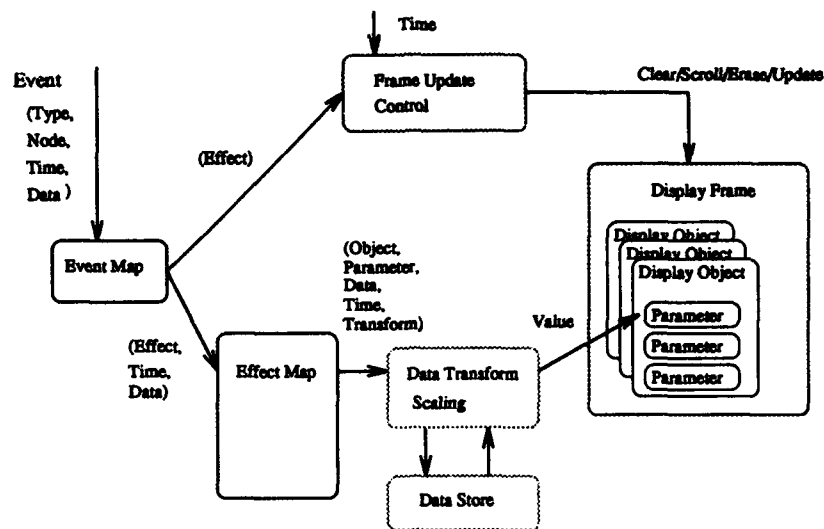 Time
Event
(Type,
Node,
Time,
Data )
Frame Update
Control
Clear/Scroll/Erase/Update
(Effect)
Display Frame
Event Map
(Object,
Parameter,
Data,
Time,
Transform)
Display Object
Display Object
Display Object
Value
Parameter
Parameter
Parameter
(Effect,
Time,
Data)
Effect Map
Data Transform
Scaling
Data Store